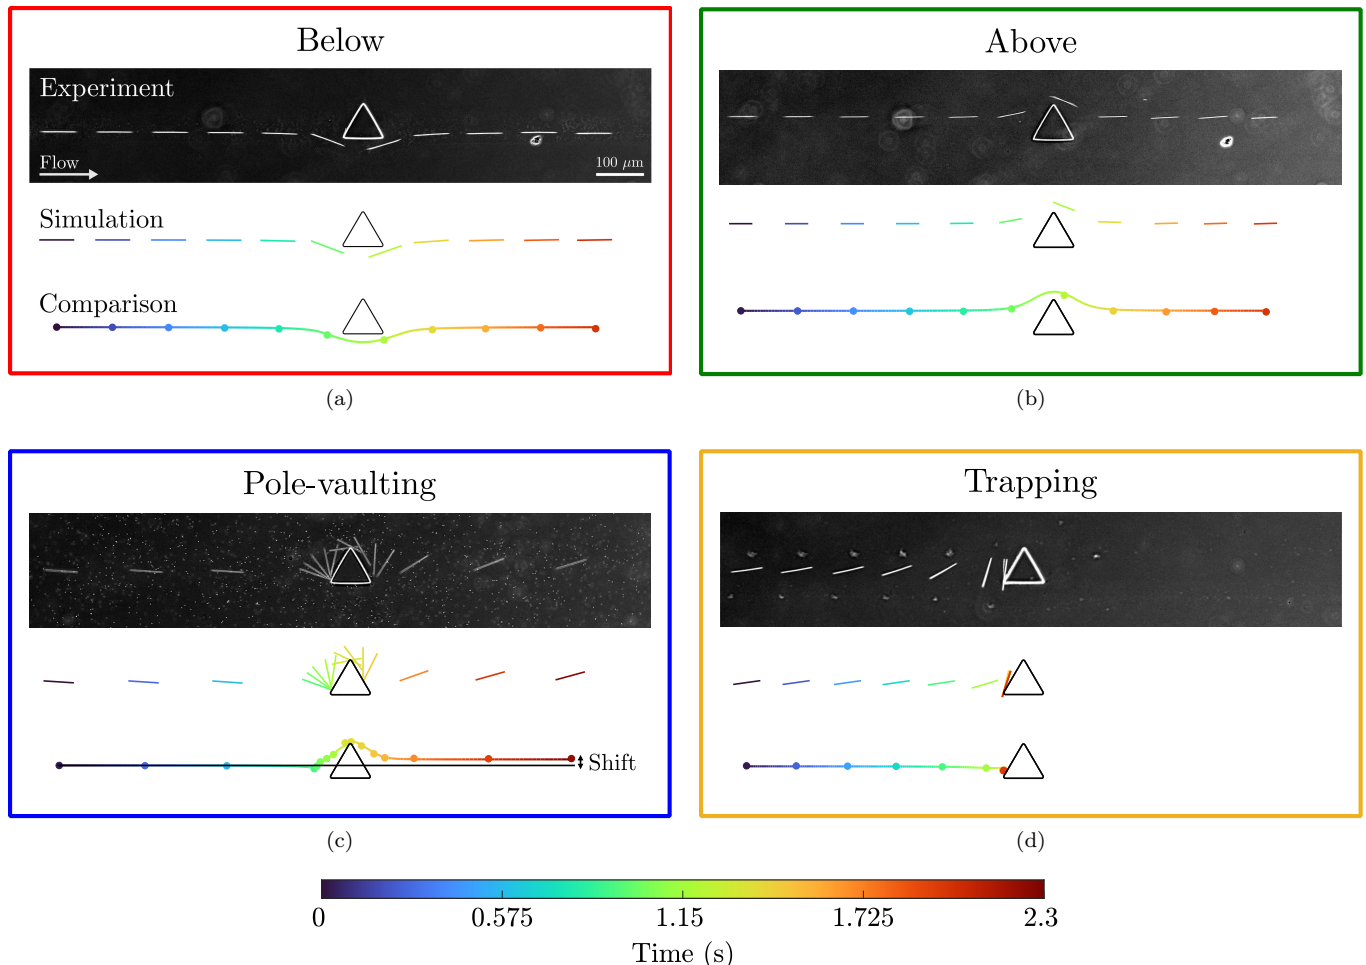 Below
Experiment
Flow
100 μm
Simulation
Comparison
(a)
Above
(b)
Pole-vaulting
Shift
(c)
Trapping
(d)
0 0.575 1.15 1.725 2.3
Time (s)